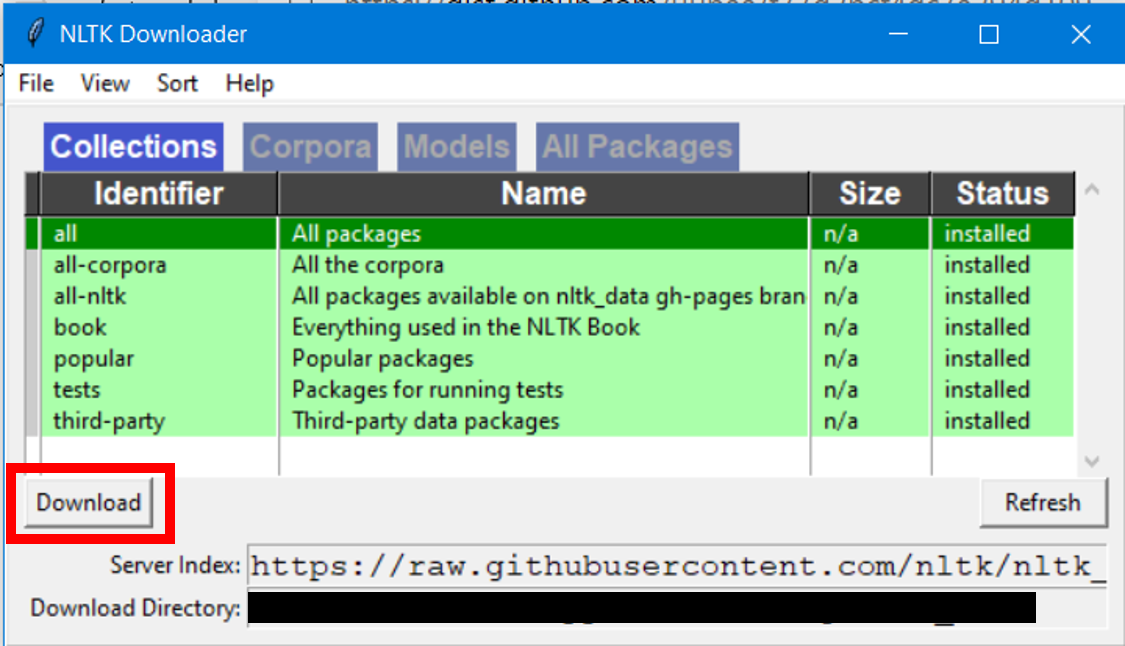 NLTK Downloader
File View Sort Help
Collections Corpora Models All Packages
Identifier Name Size Status
all All packages n/a installed
all-corpora All the corpora n/a installed
all-nltk All packages available on nltk_data gh-pages bran n/a installed
book Everything used in the NLTK Book n/a installed
popular Popular packages n/a installed
tests Packages for running tests n/a installed
third-party Third-party data packages n/a installed
Download Refresh
Server Index: https://raw.githubusercontent.com/nltk/nltk_
Download Directory: